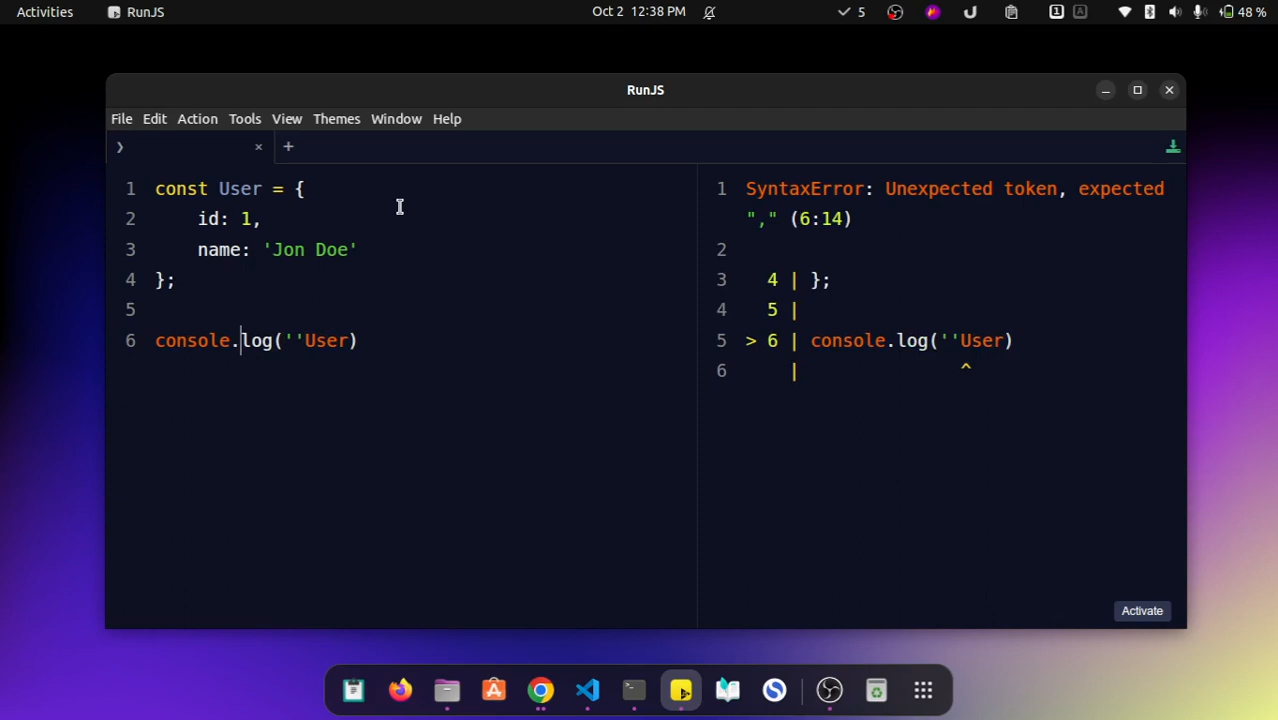 Activities RunJS Oct 2 12:38 PM 5 1 A 48 %
RunJS
File Edit Action Tools View Themes Window Help
❯ × +
1 const User = {
2 id: 1,
3 name: 'Jon Doe'
4 };
5
6 console.log(''User)
1 SyntaxError: Unexpected token, expected
"," (6:14)
2
3 4 | };
4 5 |
5 > 6 | console.log(''User)
6 | ^
Activate